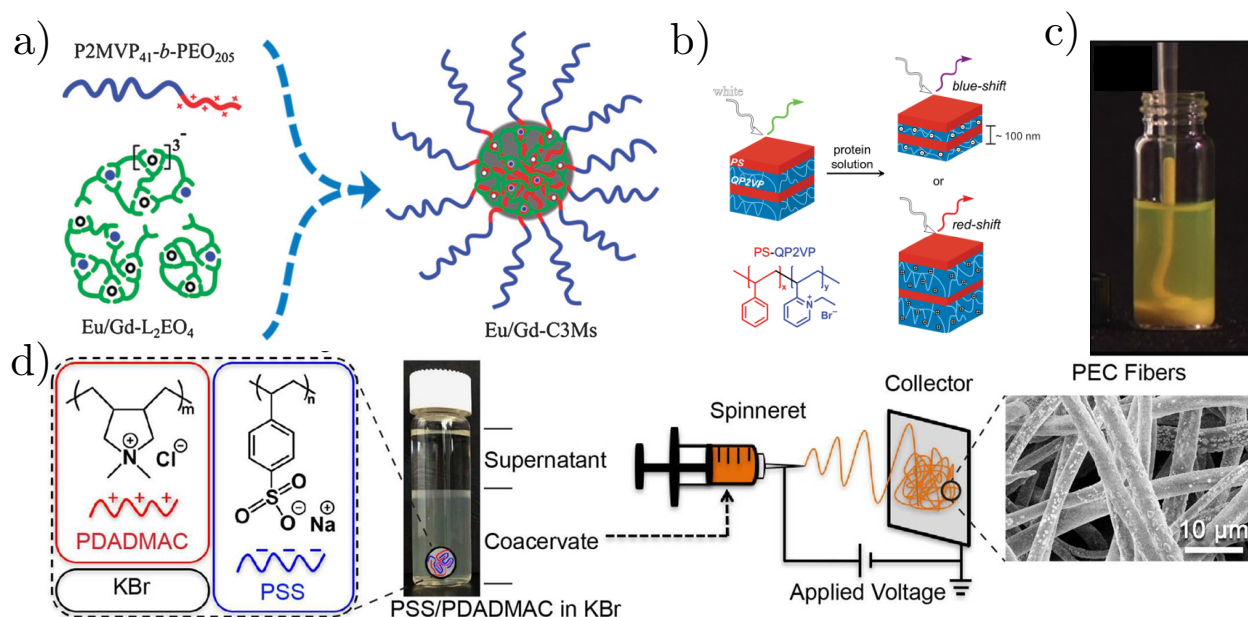 a)
P2MVP41-b-PEO205
[ ]3-
Eu/Gd-L2EO4
Eu/Gd-C3Ms
b)
white
PS
QP2VP
protein
solution
blue-shift
~ 100 nm
or
red-shift
PS-QP2VP
x
y
N+
Br−
c)
d)
m
N
+
Cl−
+ + +
PDADMAC
KBr
n
O
S
O
O−
Na+
− − −
PSS
Supernatant
Coacervate
PSS/PDADMAC in KBr
Spinneret
Collector
Applied Voltage
PEC Fibers
10 μm